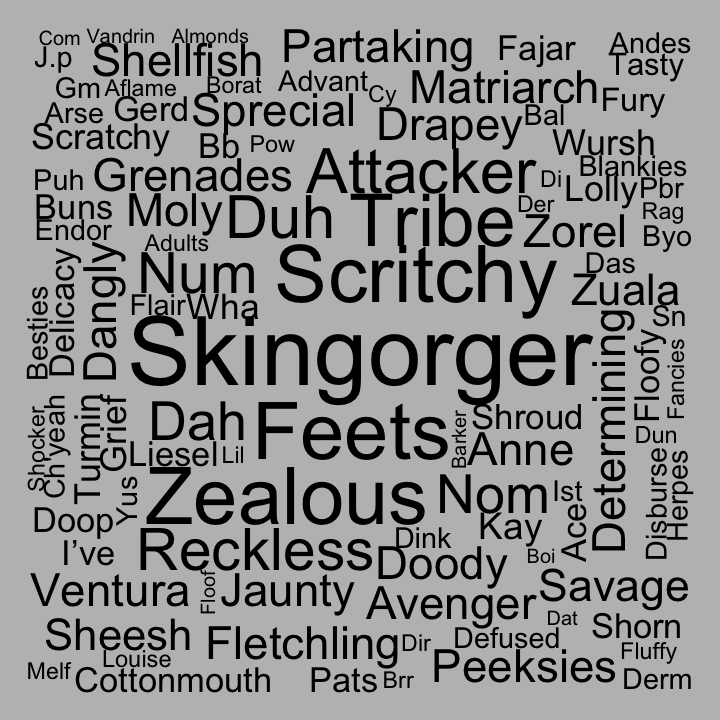 Com
Vandrin
Almonds
J.p
Shellfish
Partaking
Fajar
Andes
Tasty
Gm
Aflame
Borat
Advant
Cy
Matriarch
Fury
Arse
Gerd
Sprecial
Drapey
Bal
Scratchy
Bb
Pow
Wursh
Blankies
Puh
Grenades
Attacker
Di
Lolly
Pbr
Buns
Moly
Duh
Tribe
Der
Zorel
Rag
Endor
Adults
Byo
Besties
Delicacy
Dangly
Num
Scritchy
Das
Zuala
Flair
Wha
Sn
Skingorger
Determining
Floofy
Fancies
Shocker
Ch'yeah
Turmin
Grief
Dah
Feets
Barker
Shroud
Dun
Liesel
Lil
Anne
Disburse
Herpes
Yus
Zealous
Nom
Ist
Ace
Doop
Kay
I’ve
Reckless
Dink
Doody
Boi
Ventura
Floof
Jaunty
Avenger
Savage
Dat
Sheesh
Fletchling
Dir
Defused
Shorn
Louise
Fluffy
Melf
Cottonmouth
Pats
Brr
Peeksies
Derm